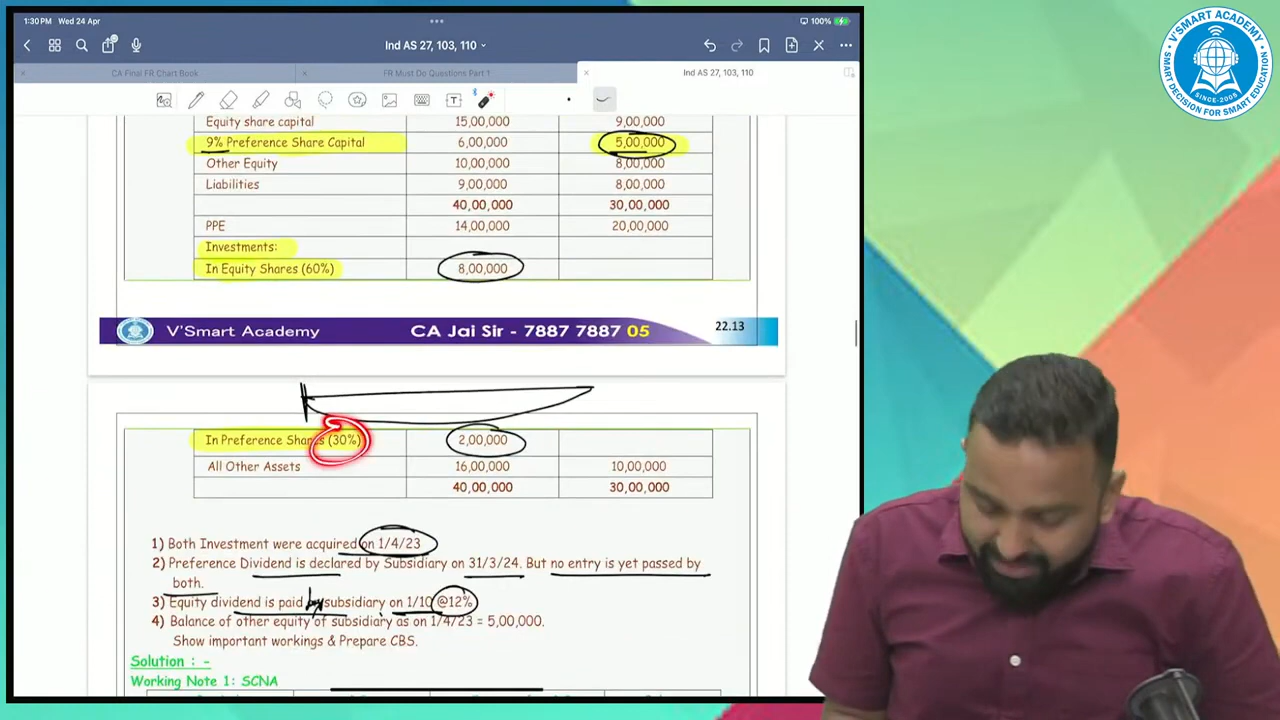 1:30 PM Wed 24 Apr
100%
Ind AS 27, 103, 110
CA Final FR Chart Book
FR Must Do Questions Part 1
Ind AS 27, 103, 110
Equity share capital 15,00,000 9,00,000
9% Preference Share Capital 6,00,000 5,00,000
Other Equity 10,00,000 8,00,000
Liabilities 9,00,000 8,00,000
40,00,000 30,00,000
PPE 14,00,000 20,00,000
Investments:
In Equity Shares (60%) 8,00,000
V'Smart Academy CA Jai Sir - 7887 7887 05 22.13
In Preference Shares (30%) 2,00,000
All Other Assets 16,00,000 10,00,000
40,00,000 30,00,000
1) Both Investment were acquired on 1/4/23
2) Preference Dividend is declared by Subsidiary on 31/3/24. But no entry is yet passed by
both.
3) Equity dividend is paid by subsidiary on 1/10 @12%
4) Balance of other equity of subsidiary as on 1/4/23 = 5,00,000.
Show important workings & Prepare CBS.
Solution : -
Working Note 1: SCNA
V'SMART ACADEMY
SINCE-2005
SMART DECISION FOR SMART EDUCATION